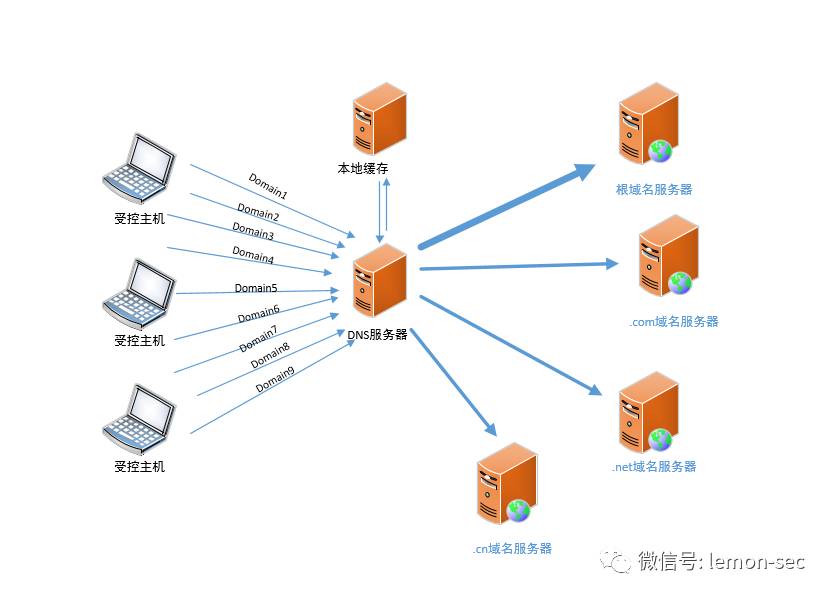 本地缓存
根域名服务器
受控主机
Domain1
Domain2
Domain3
Domain4
Domain5
Domain6
Domain7
Domain8
Domain9
受控主机
DNS服务器
.com域名服务器
受控主机
.net域名服务器
.cn域名服务器
微信号: lemon-sec